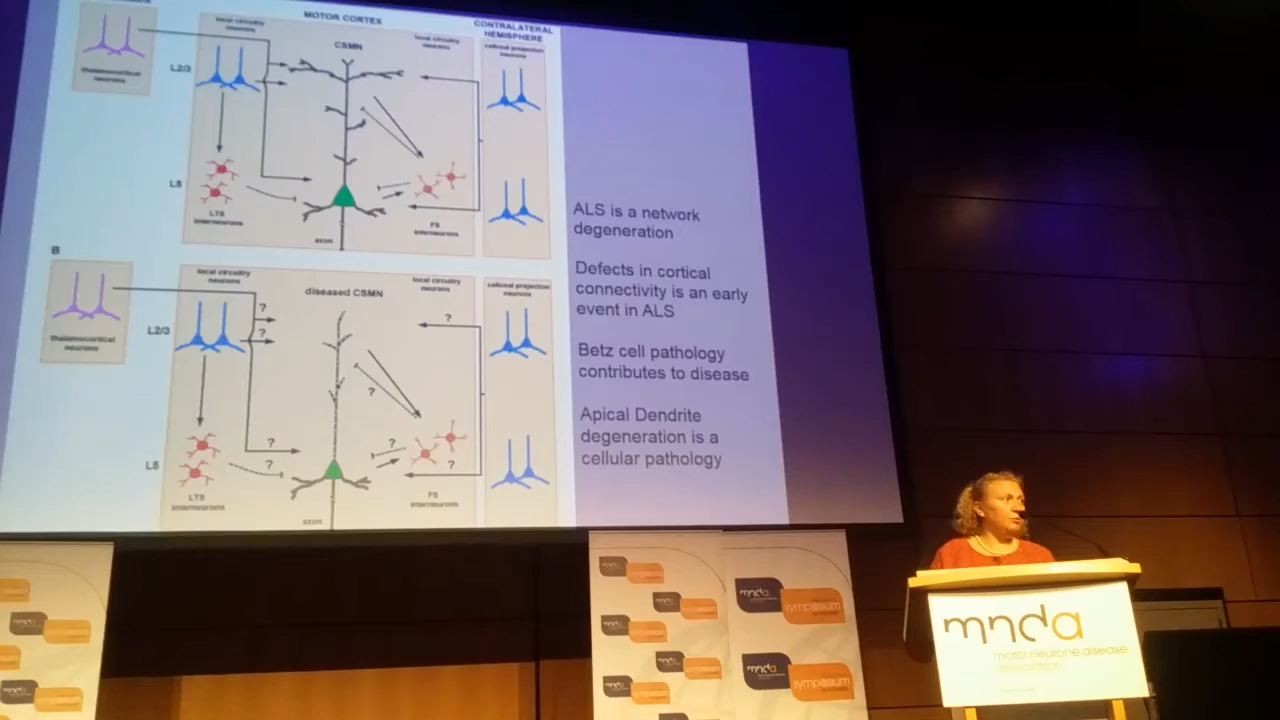 MOTOR CORTEX
CONTRALATERAL
HEMISPHERE
local circuitry
neurons
local circuitry
neurons
callosal projection
neurons
CSMN
thalamocortical
neurons
L2/3
L5
LTS
interneurons
FS
interneurons
axon
B
local circuitry
neurons
diseased CSMN
local circuitry
neurons
callosal projection
neurons
thalamocortical
neurons
L2/3
?
?
?
?
?
?
?
?
L5
LTS
interneurons
FS
interneurons
axon
ALS is a network
degeneration
Defects in cortical
connectivity is an early
event in ALS
Betz cell pathology
contributes to disease
Apical Dendrite
degeneration is a
cellular pathology
mnda
symposium
mnda
symposium
mnda
motor neurone disease